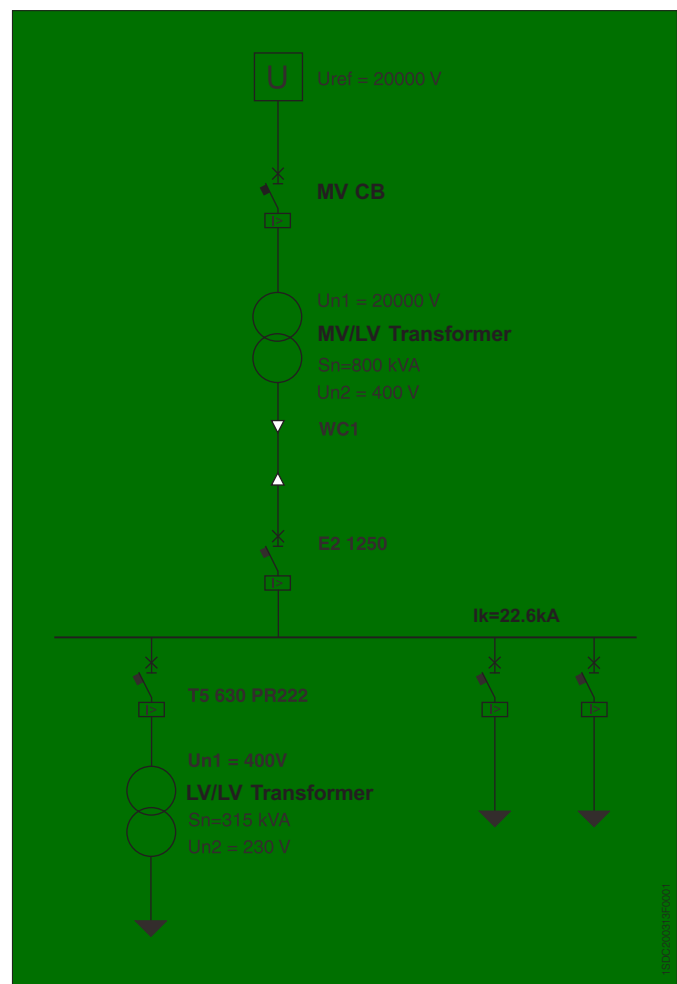 U
Uref = 20000 V
MV CB
I>
Un1 = 20000 V
MV/LV Transformer
Sn=800 kVA
Un2 = 400 V
WC1
E2 1250
I>
Ik=22.6kA
T5 630 PR222
I>
I>
I>
Un1 = 400V
LV/LV Transformer
Sn=315 kVA
Un2 = 230 V
1SDC200313F0001